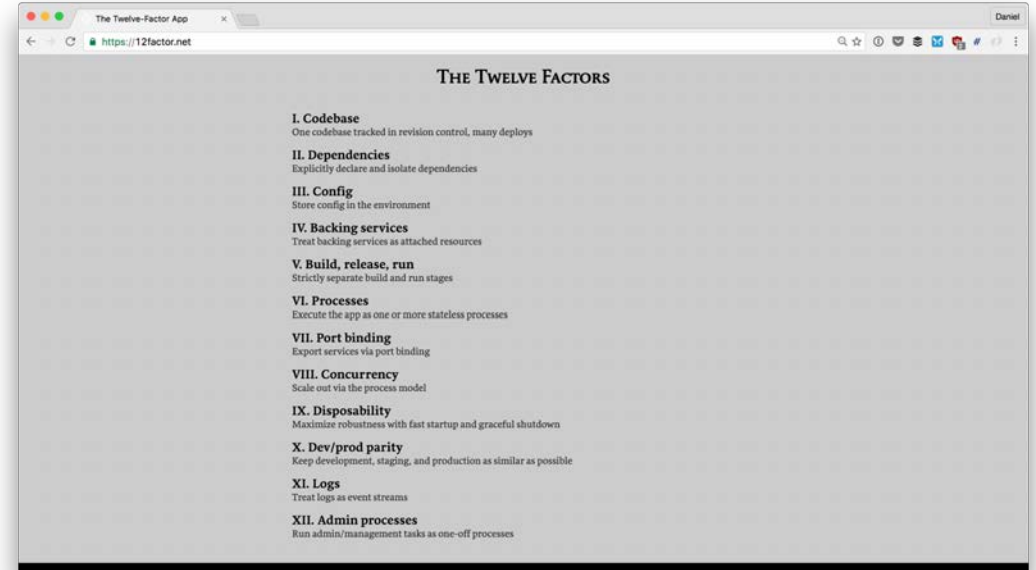 The Twelve-Factor App
Daniel
https://12factor.net
THE TWELVE FACTORS
I. Codebase
One codebase tracked in revision control, many deploys
II. Dependencies
Explicitly declare and isolate dependencies
III. Config
Store config in the environment
IV. Backing services
Treat backing services as attached resources
V. Build, release, run
Strictly separate build and run stages
VI. Processes
Execute the app as one or more stateless processes
VII. Port binding
Export services via port binding
VIII. Concurrency
Scale out via the process model
IX. Disposability
Maximize robustness with fast startup and graceful shutdown
X. Dev/prod parity
Keep development, staging, and production as similar as possible
XI. Logs
Treat logs as event streams
XII. Admin processes
Run admin/management tasks as one-off processes